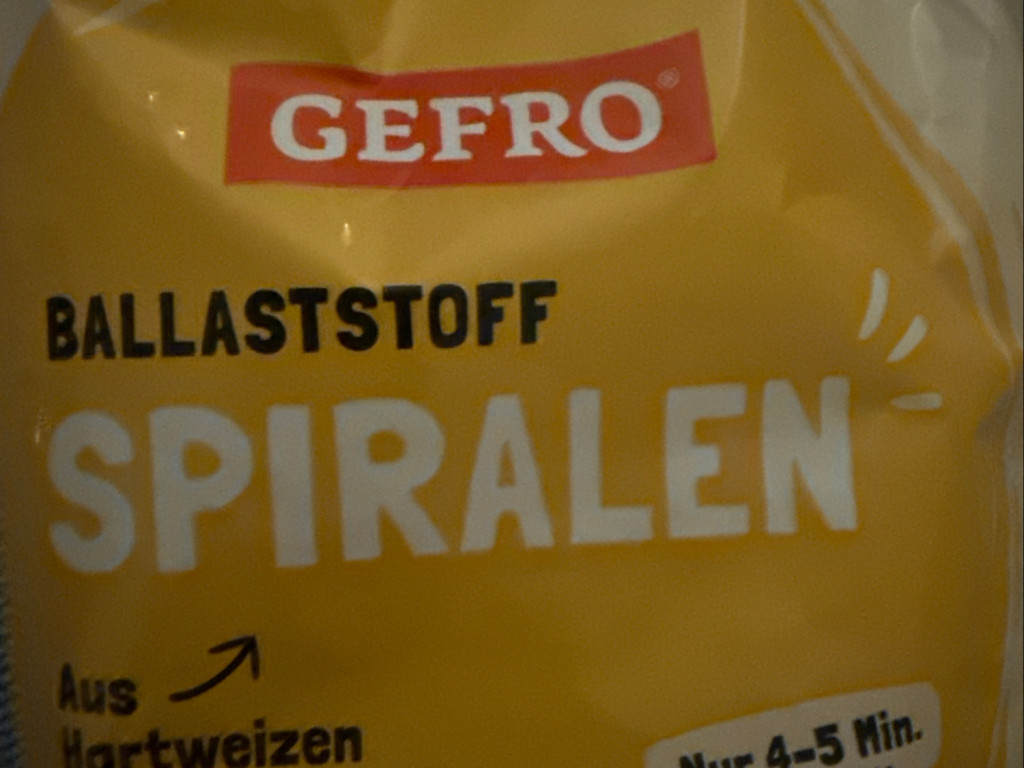 GEFRO®
BALLASTSTOFF
SPIRALEN
Aus
Hartweizen
Nur 4-5 Min.